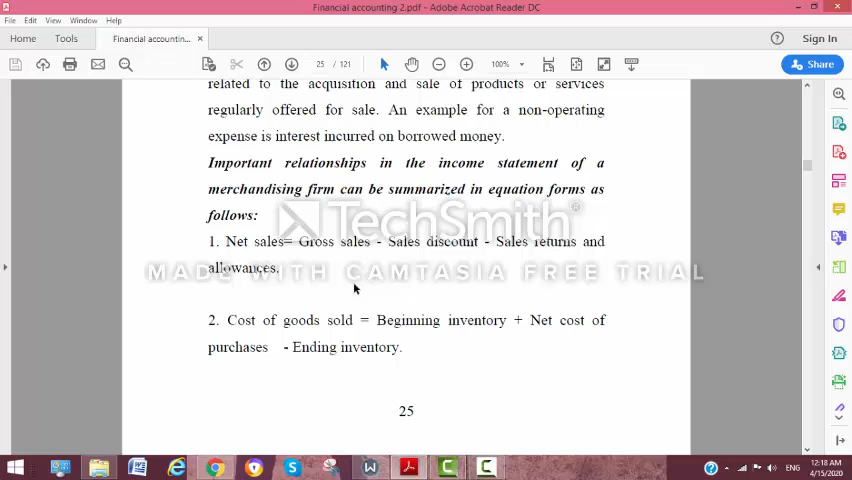 Financial accounting 2.pdf - Adobe Acrobat Reader DC
File Edit View Window Help
Home Tools Financial accountin... × Sign In
25 / 121 100% Share
related to the acquisition and sale of products or services
regularly offered for sale. An example for a non-operating
expense is interest incurred on borrowed money.
Important relationships in the income statement of a
merchandising firm can be summarized in equation forms as
follows:
TechSmith®
1. Net sales= Gross sales - Sales discount - Sales returns and
allowances.
MADE WITH CAMTASIA FREE TRIAL
2. Cost of goods sold = Beginning inventory + Net cost of
purchases - Ending inventory.
25
ENG
12:18 AM
4/15/2020